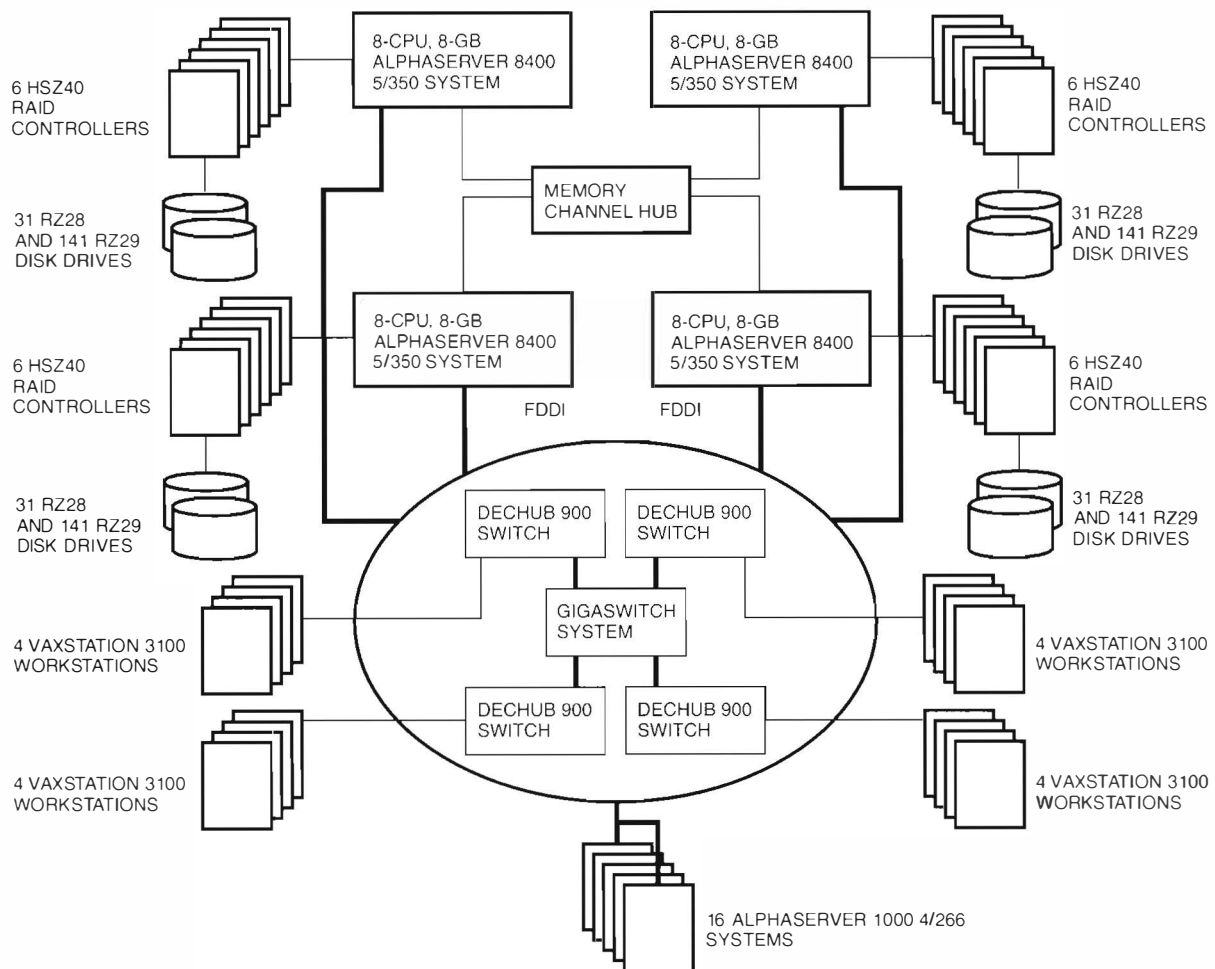 8-CPU, 8-GB
ALPHASERVER 8400
5/350 SYSTEM
8-CPU, 8-GB
ALPHASERVER 8400
5/350 SYSTEM
6 HSZ40
RAID
CONTROLLERS
6 HSZ40
RAID
CONTROLLERS
MEMORY
CHANNEL HUB
31 RZ28
AND 141 RZ29
DISK DRIVES
31 RZ28
AND 141 RZ29
DISK DRIVES
8-CPU, 8-GB
ALPHASERVER 8400
5/350 SYSTEM
8-CPU, 8-GB
ALPHASERVER 8400
5/350 SYSTEM
6 HSZ40
RAID
CONTROLLERS
6 HSZ40
RAID
CONTROLLERS
FDDI
FDDI
31 RZ28
AND 141 RZ29
DISK DRIVES
31 RZ28
AND 141 RZ29
DISK DRIVES
DECHUB 900
SWITCH
DECHUB 900
SWITCH
GIGASWITCH
SYSTEM
4 VAXSTATION 3100
WORKSTATIONS
4 VAXSTATION 3100
WORKSTATIONS
DECHUB 900
SWITCH
DECHUB 900
SWITCH
4 VAXSTATION 3100
WORKSTATIONS
4 VAXSTATION 3100
WORKSTATIONS
16 ALPHASERVER 1000 4/266
SYSTEMS